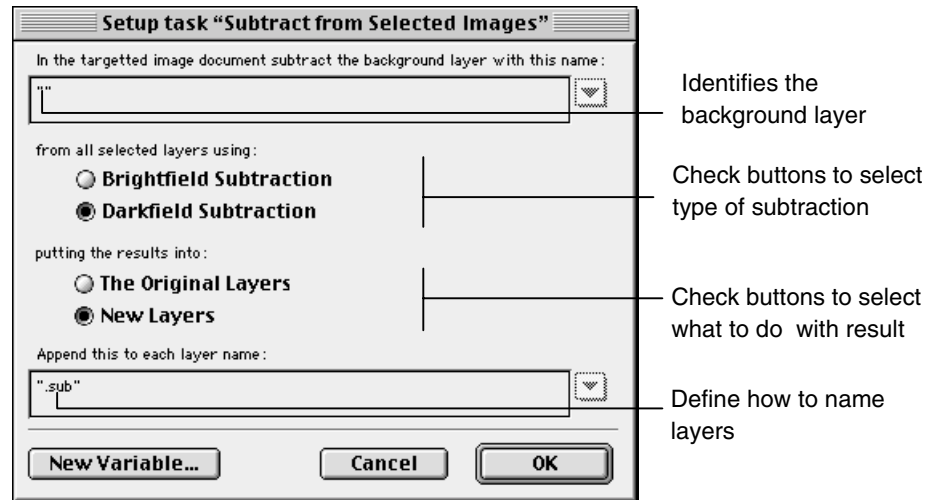 Setup task “Subtract from Selected Images”
In the targetted image document subtract the background layer with this name:
""
Identifies the
background layer
from all selected layers using:
Brightfield Subtraction
Darkfield Subtraction
Check buttons to select
type of subtraction
putting the results into:
The Original Layers
New Layers
Check buttons to select
what to do with result
Append this to each layer name:
".sub"
Define how to name
layers
New Variable...
Cancel
OK